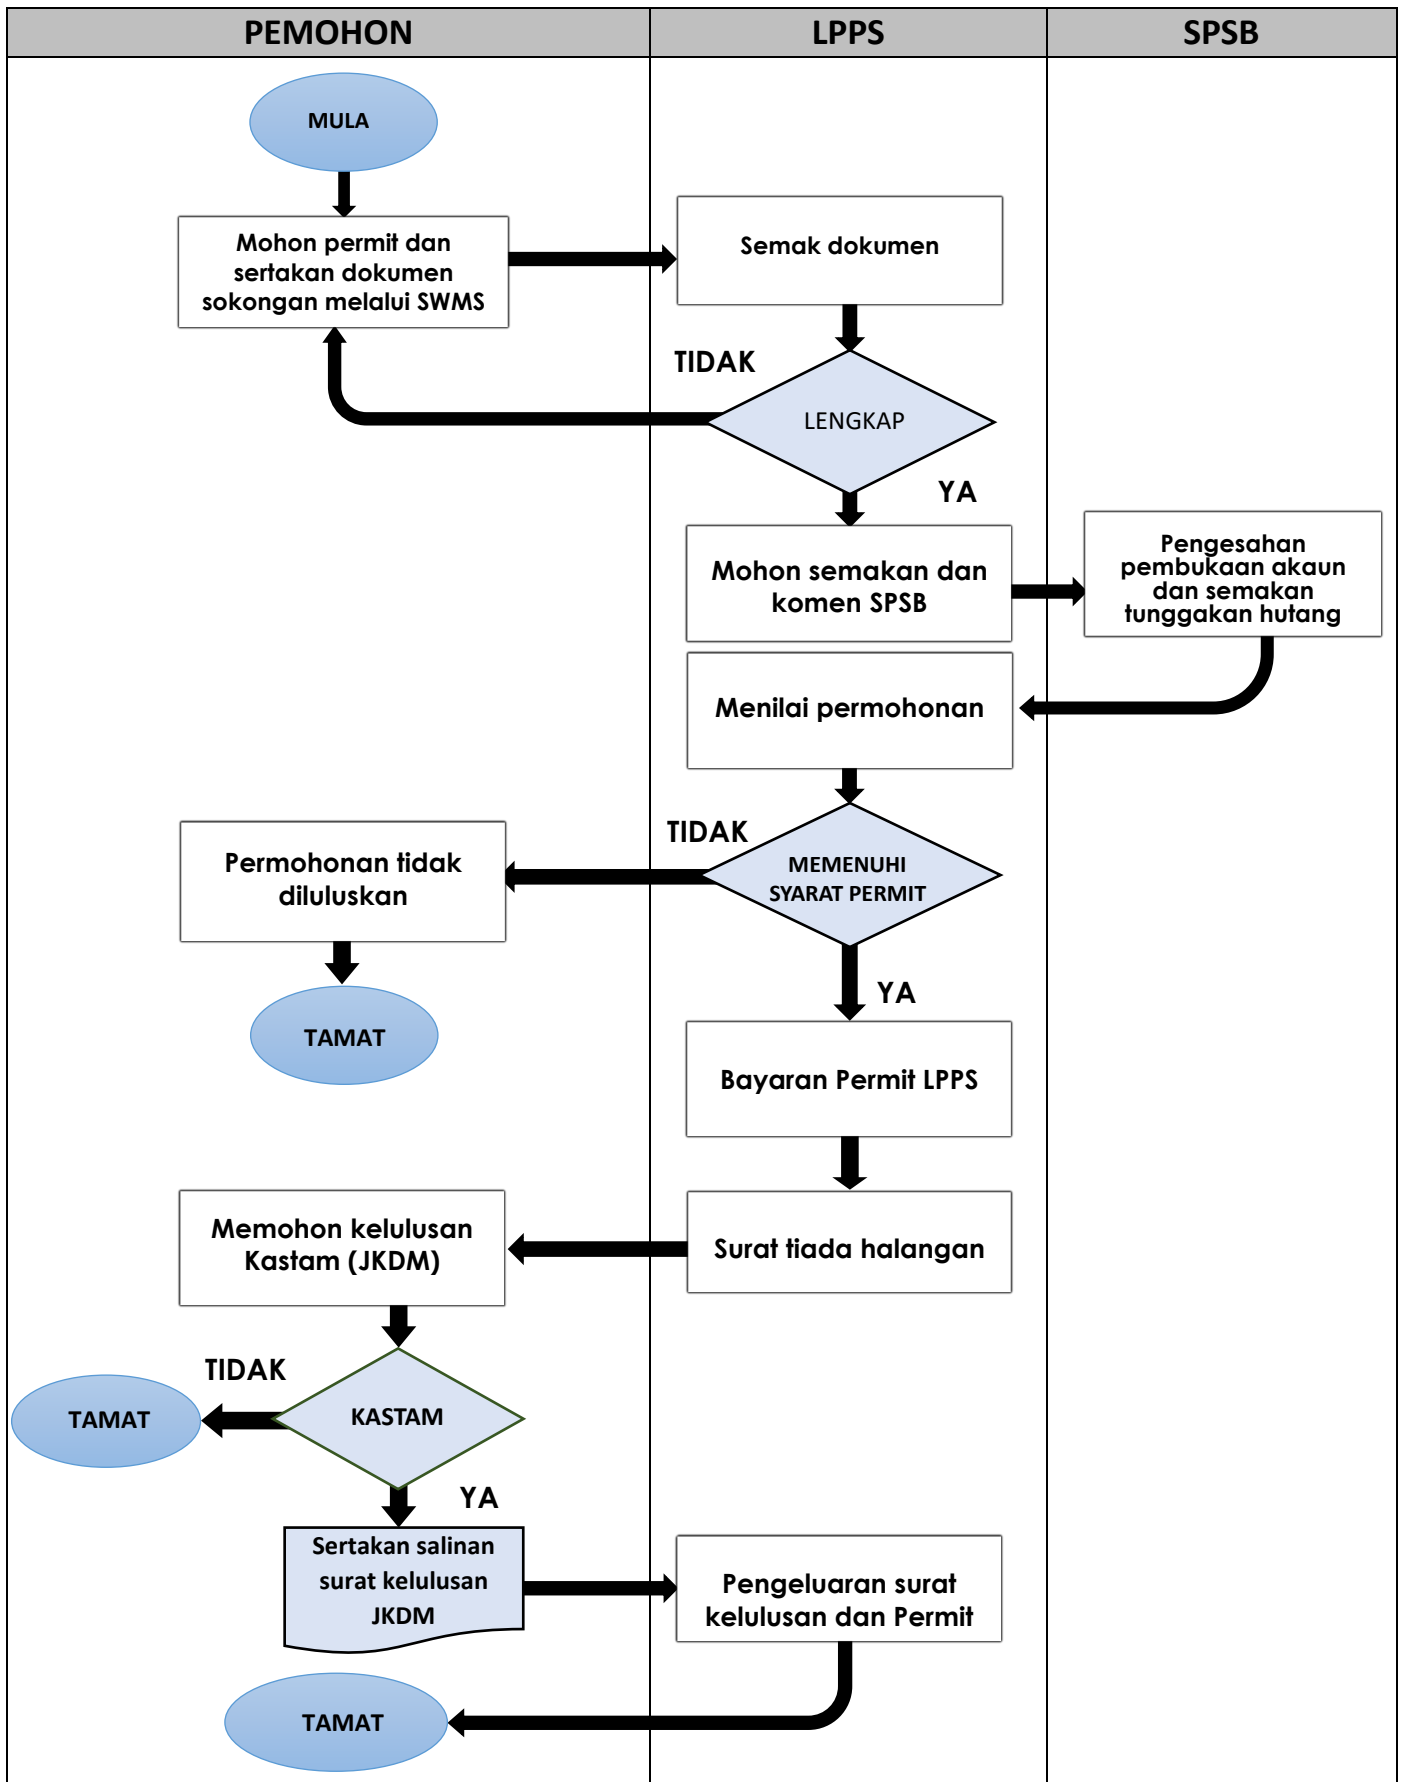 PEMOHON
LPPS
SPSB
MULA
Mohon permit dan
sertakan dokumen
sokongan melalui SWMS
Semak dokumen
TIDAK
LENGKAP
YA
Mohon semakan dan
komen SPSB
Pengesahan
pembukaan akaun
dan semakan
tunggakan hutang
Menilai permohonan
TIDAK
MEMENUHI
SYARAT PERMIT
Permohonan tidak
diluluskan
TAMAT
YA
Bayaran Permit LPPS
Surat tiada halangan
Memohon kelulusan
Kastam (JKDM)
TIDAK
KASTAM
TAMAT
YA
Sertakan salinan
surat kelulusan
JKDM
Pengeluaran surat
kelulusan dan Permit
TAMAT